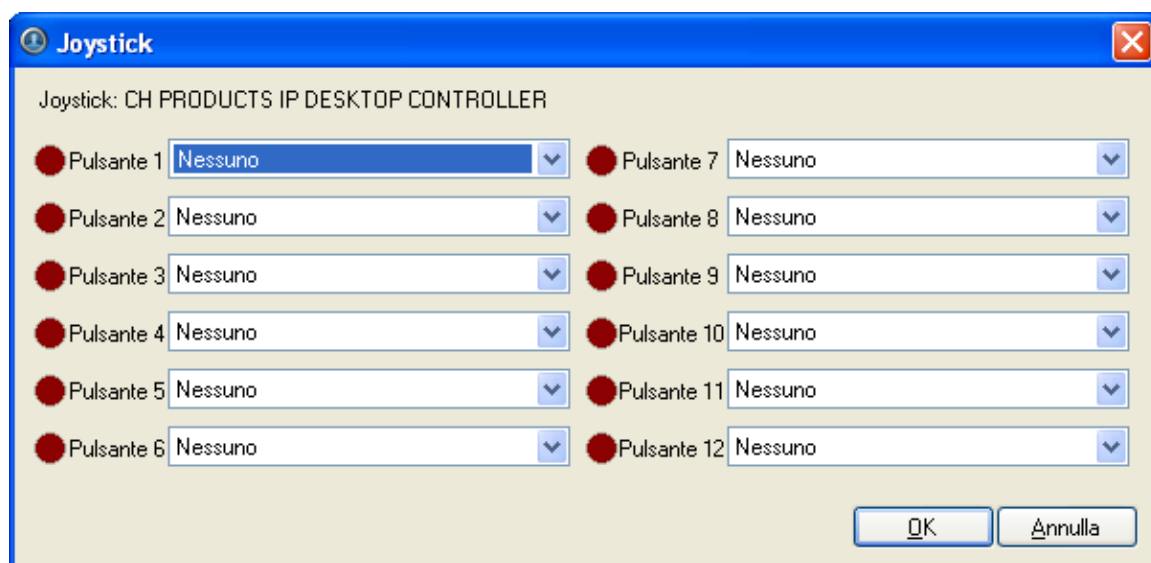 Joystick
Joystick: CH PRODUCTS IP DESKTOP CONTROLLER
Pulsante 1 Nessuno
Pulsante 2 Nessuno
Pulsante 3 Nessuno
Pulsante 4 Nessuno
Pulsante 5 Nessuno
Pulsante 6 Nessuno
Pulsante 7 Nessuno
Pulsante 8 Nessuno
Pulsante 9 Nessuno
Pulsante 10 Nessuno
Pulsante 11 Nessuno
Pulsante 12 Nessuno
OK Annulla